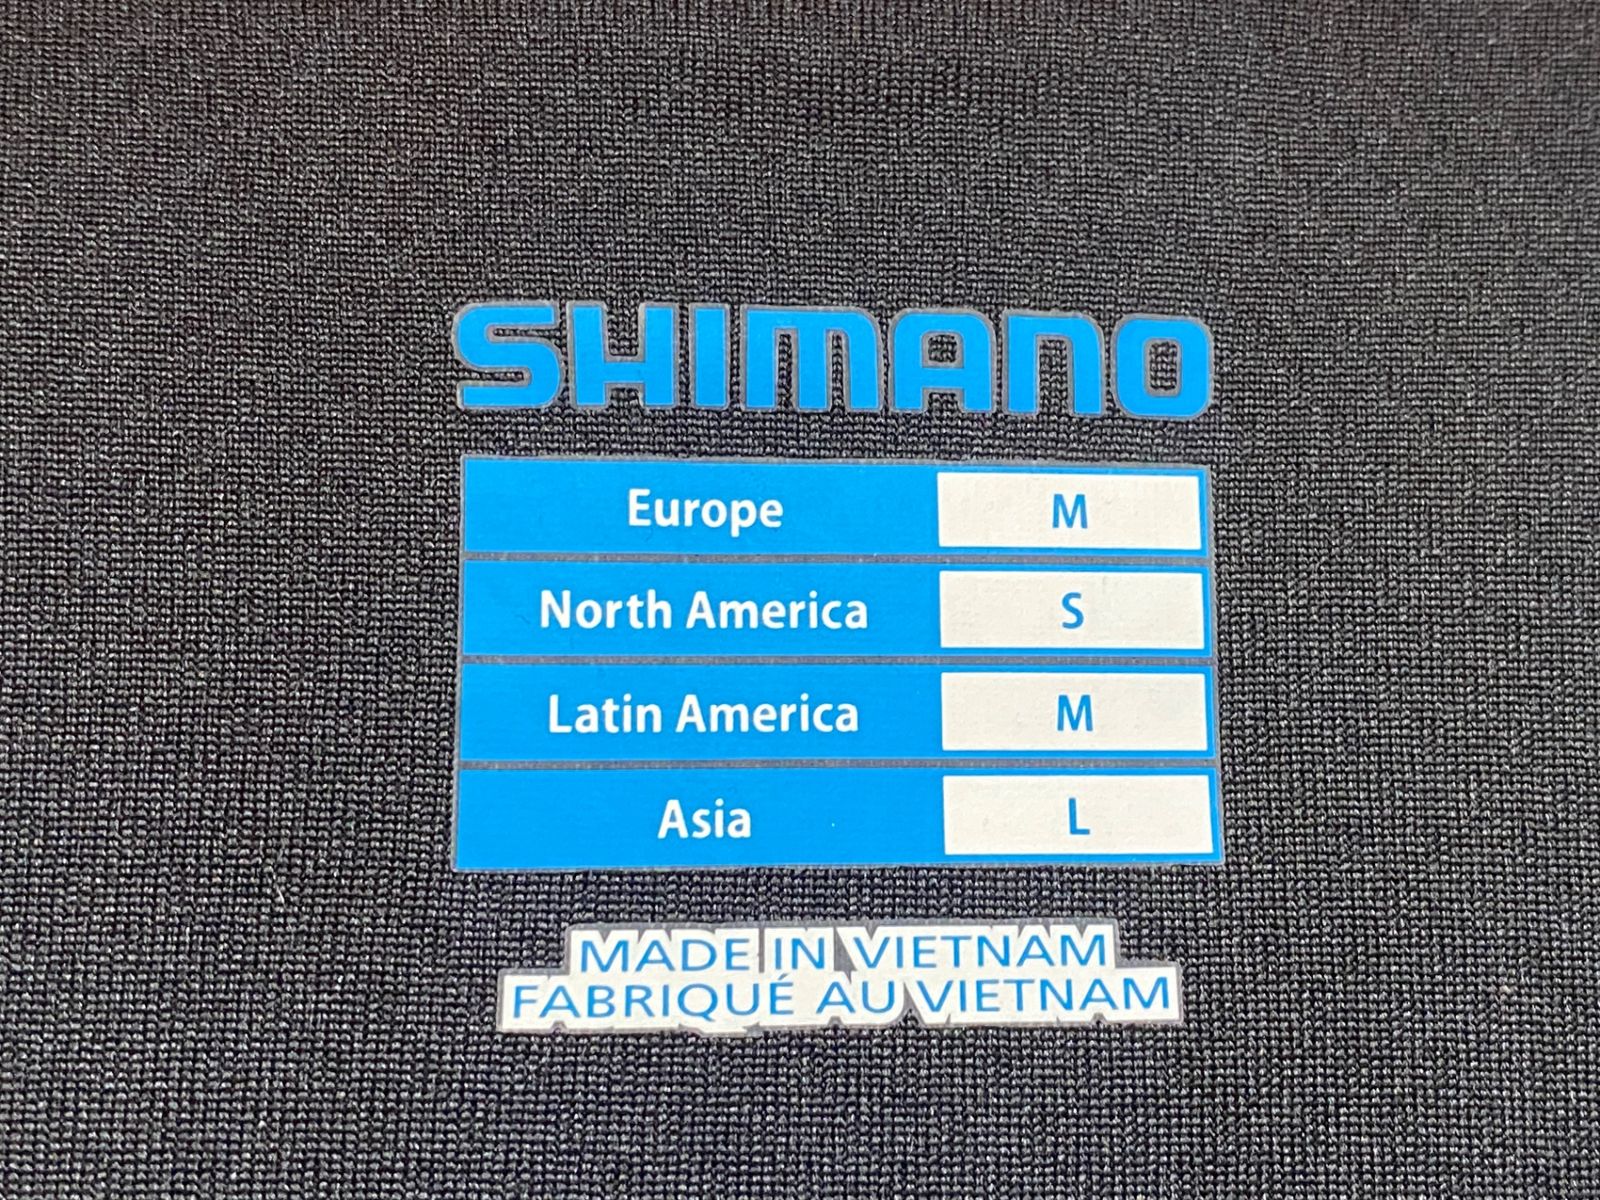 SHIMANO
Europe M
North America S
Latin America M
Asia L
MADE IN VIETNAM
FABRIQUÉ AU VIETNAM